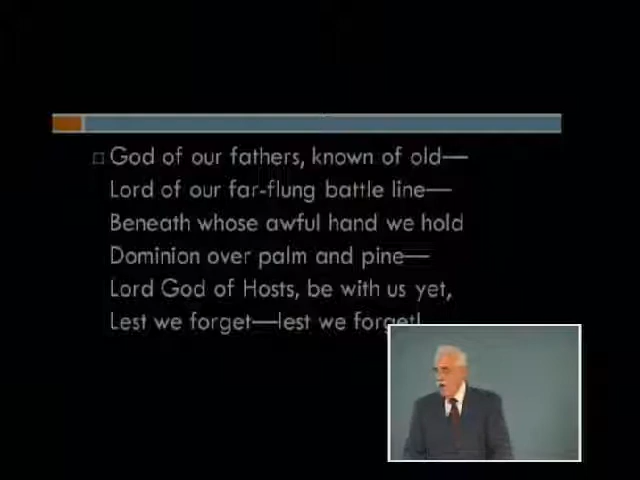 God of our fathers, known of old—
Lord of our far-flung battle line—
Beneath whose awful hand we hold
Dominion over palm and pine—
Lord God of Hosts, be with us yet,
Lest we forget—lest we forget!